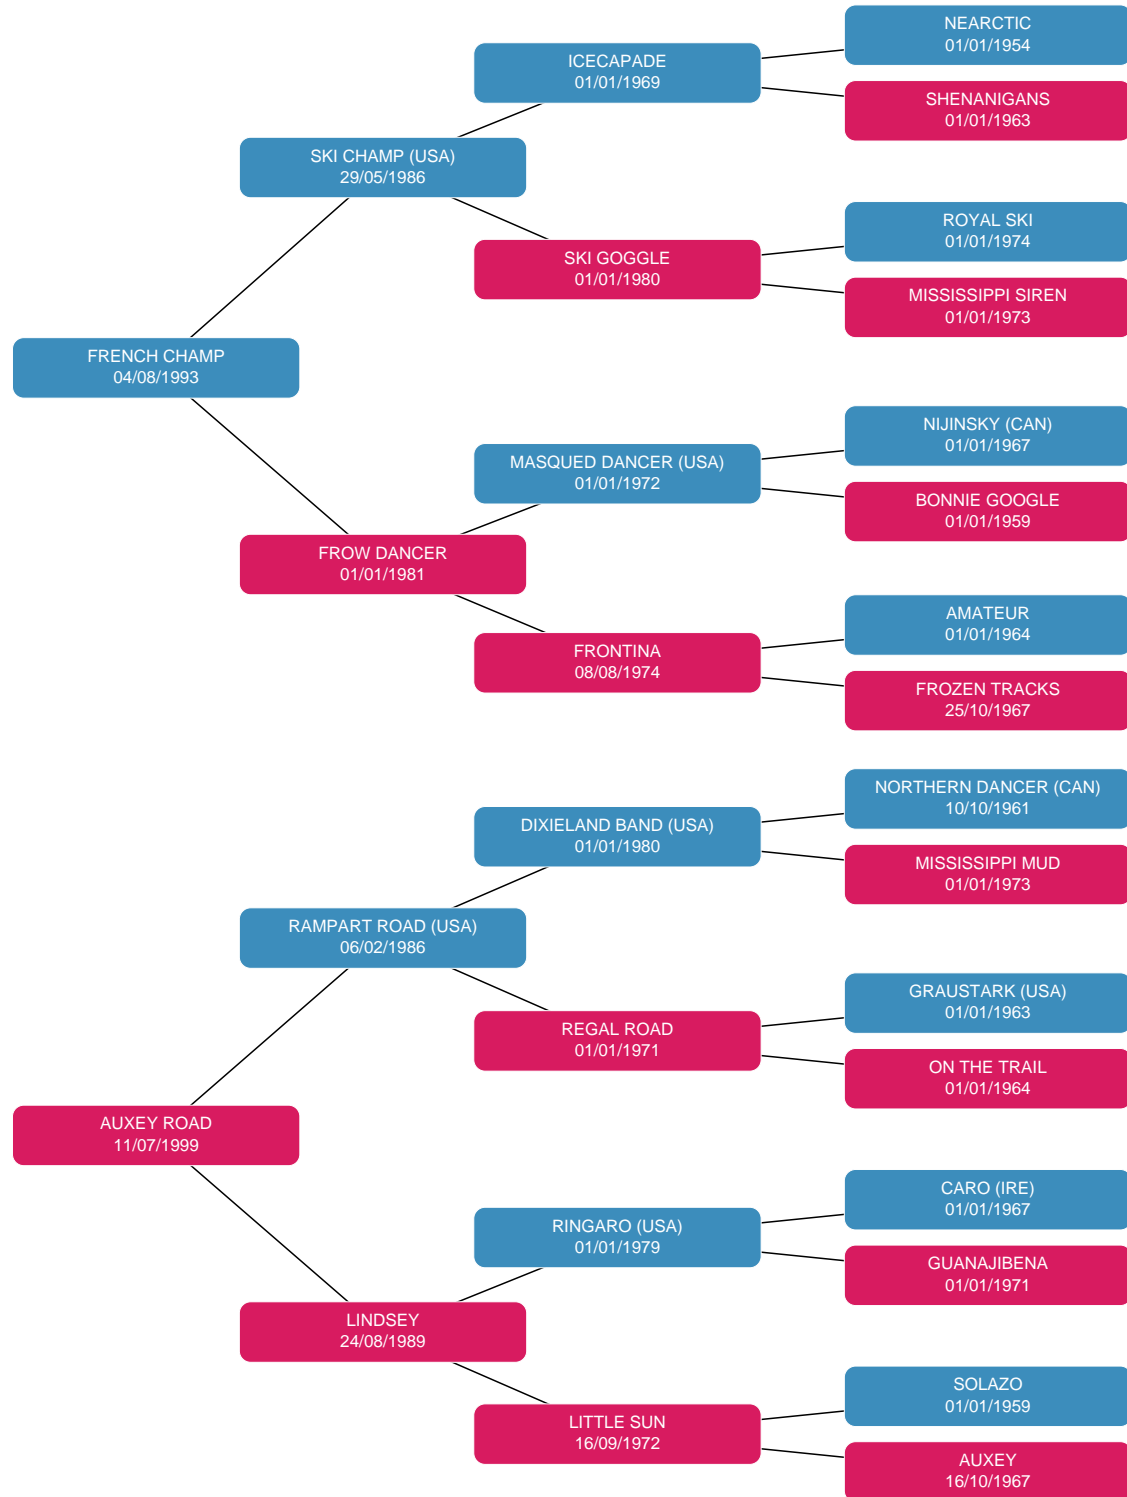 NEARCTIC
01/01/1954
ICECAPADE
01/01/1969
SHENANIGANS
01/01/1963
SKI CHAMP (USA)
29/05/1986
ROYAL SKI
01/01/1974
SKI GOGGLE
01/01/1980
MISSISSIPPI SIREN
01/01/1973
FRENCH CHAMP
04/08/1993
NIJINSKY (CAN)
01/01/1967
MASQUED DANCER (USA)
01/01/1972
BONNIE GOOGLE
01/01/1959
FROW DANCER
01/01/1981
AMATEUR
01/01/1964
FRONTINA
08/08/1974
FROZEN TRACKS
25/10/1967
NORTHERN DANCER (CAN)
10/10/1961
DIXIELAND BAND (USA)
01/01/1980
MISSISSIPPI MUD
01/01/1973
RAMPART ROAD (USA)
06/02/1986
GRAUSTARK (USA)
01/01/1963
REGAL ROAD
01/01/1971
ON THE TRAIL
01/01/1964
AUXEY ROAD
11/07/1999
CARO (IRE)
01/01/1967
RINGARO (USA)
01/01/1979
GUANAJIBENA
01/01/1971
LINDSEY
24/08/1989
SOLAZO
01/01/1959
LITTLE SUN
16/09/1972
AUXEY
16/10/1967